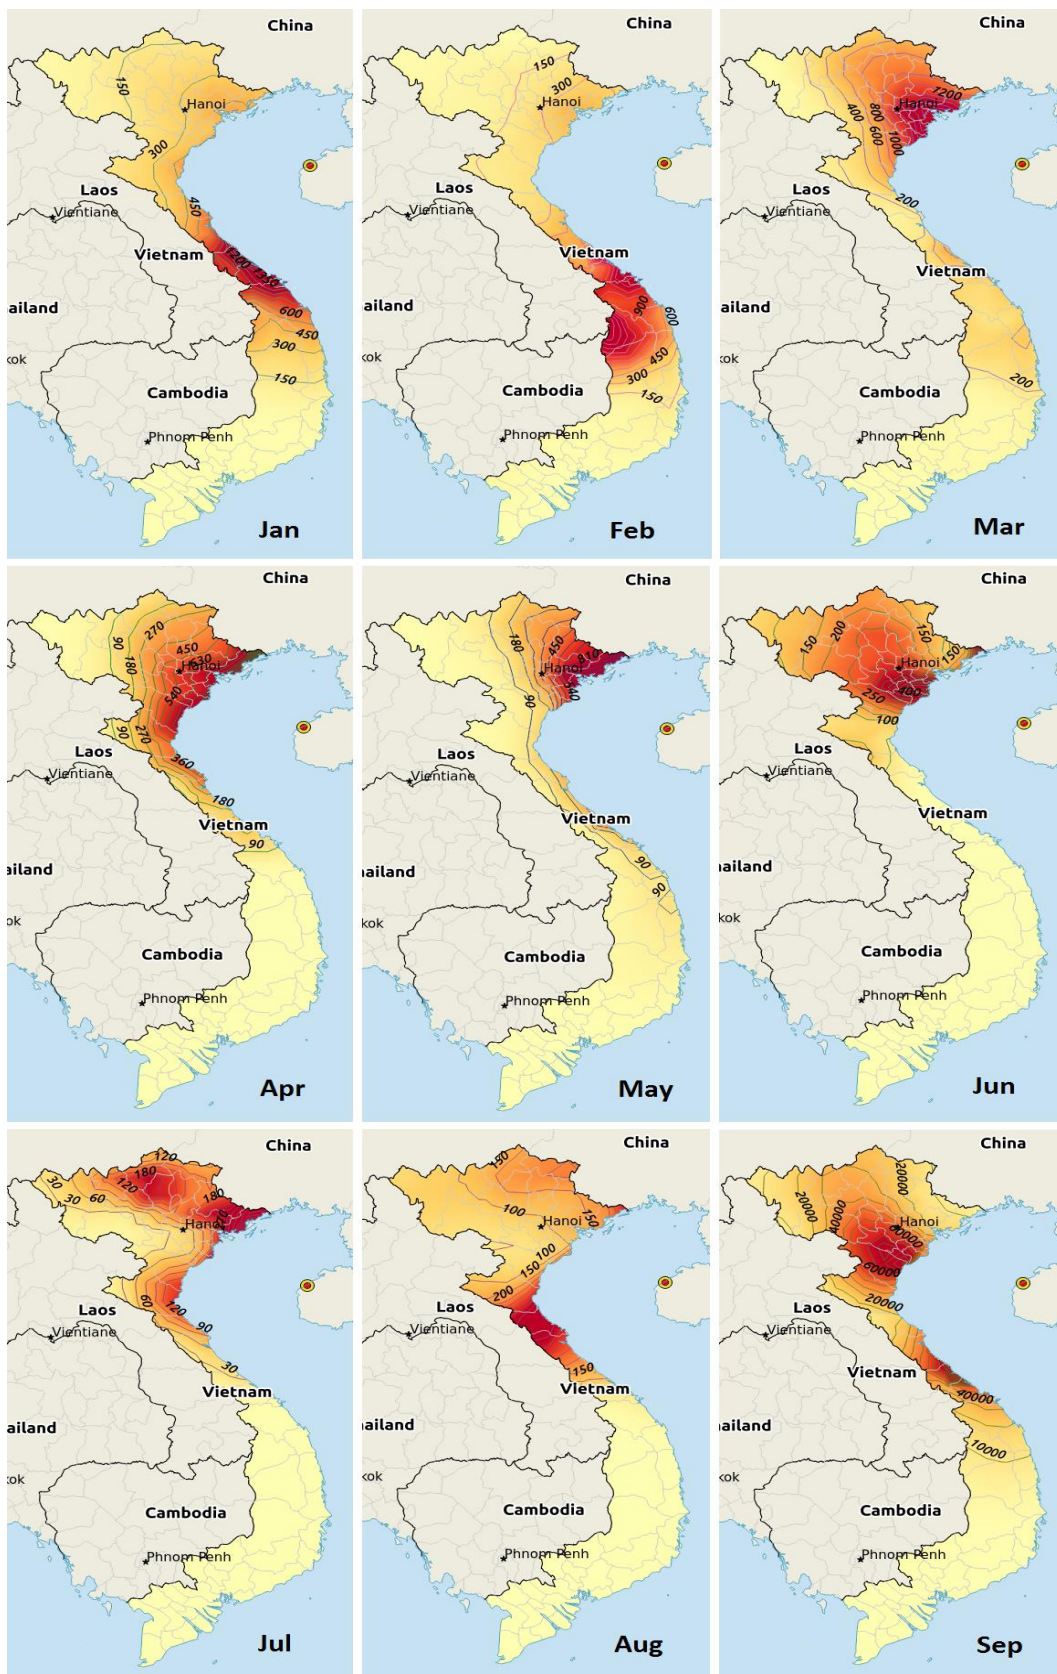 China
150
Hanoi
300
Laos
Vientiane
450
Vietnam
1200
1350
ailand
600
450
300
kok
150
Cambodia
Phnom Penh
Jan
China
150
300
Hanoi
Laos
Vientiane
Vietnam
900
600
ailand
450
kok
300
150
Cambodia
Phnom Penh
Feb
China
1200
400
800
Hanoi
600
1000
Laos
200
Vientiane
Vietnam
ailand
kok
200
Cambodia
Phnom Penh
Mar
China
90
270
180
450
630
Hanoi
540
90
270
Laos
360
Vientiane
180
Vietnam
90
ailand
ok
Cambodia
Phnom Penh
Apr
China
180
450
810
Hanoi
540
90
Laos
Vientiane
Vietnam
90
hailand
90
kok
Cambodia
Phnom Penh
May
China
200
150
150
150
Hanoi
400
250
100
Laos
Vientiane
Vietnam
hailand
kok
Cambodia
Phnom Penh
Jun
China
120
180
30
120
30
60
180
Hanoi
60
120
Laos
90
Vientiane
30
Vietnam
ailand
kok
Cambodia
Phnom Penh
Jul
China
150
100
150
Hanoi
100
150
200
Laos
Vientiane
150
Vietnam
nailand
kok
Cambodia
Phnom Penh
Aug
China
20000
20000
40000
Hanoi
60000
60000
20000
Laos
Vientiane
Vietnam
40000
ailand
10000
kok
Cambodia
Phnom Penh
Sep